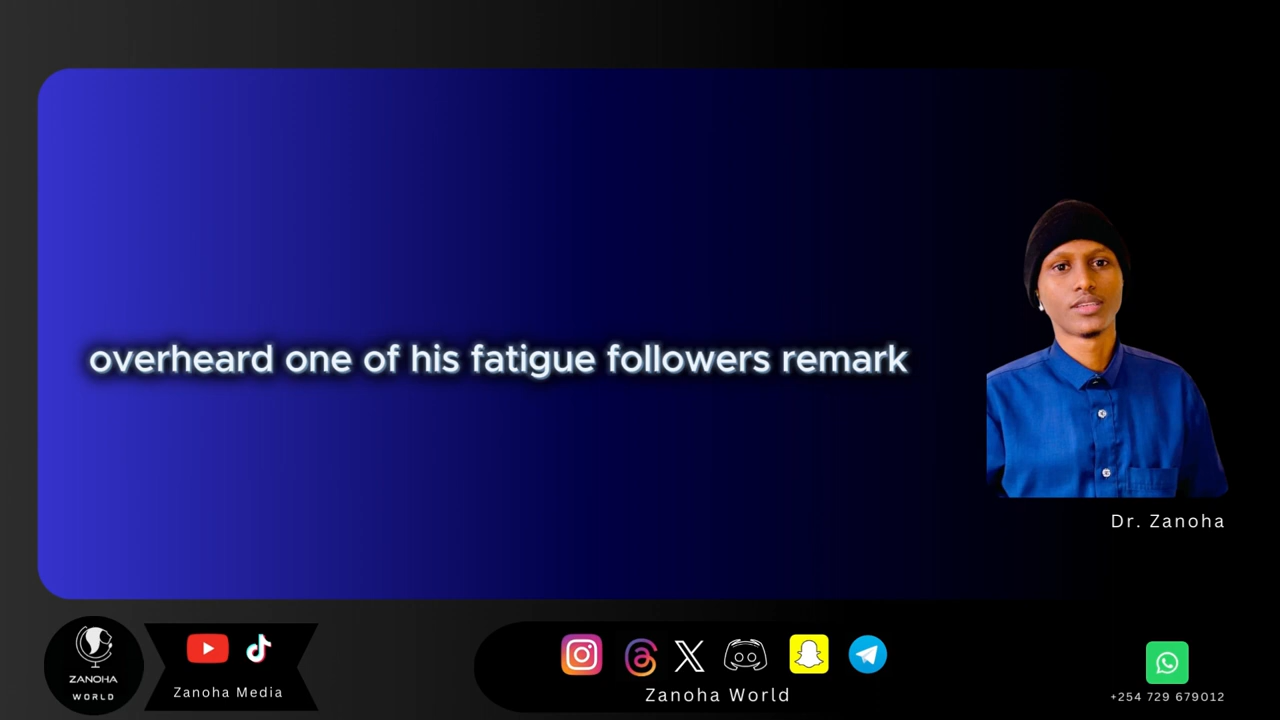 overheard one of his fatigue followers remark
Dr. Zanoha
ZANOHA
WORLD
Zanoha Media
Zanoha World
+254 729 679012